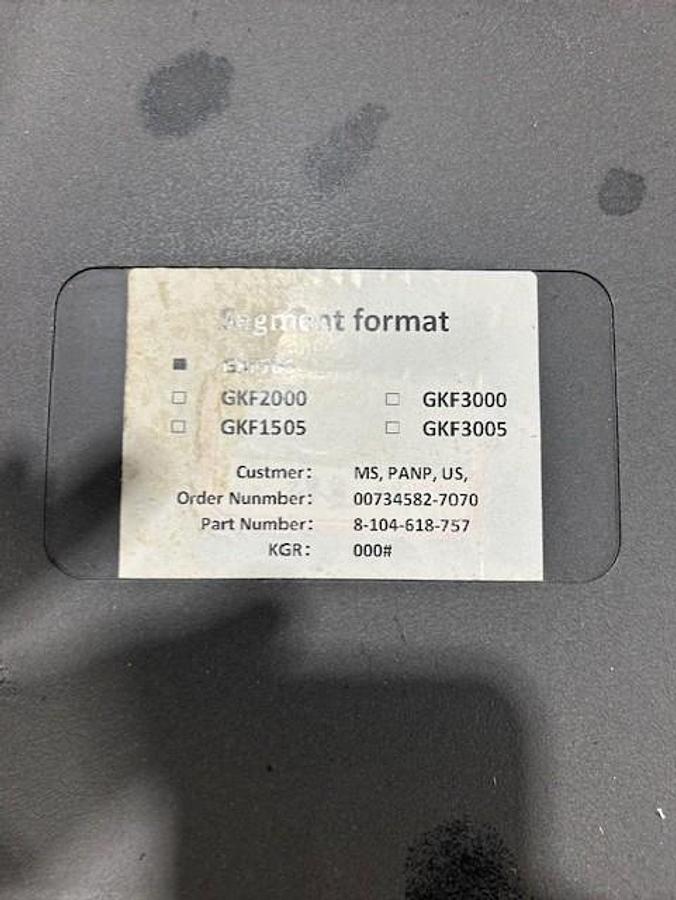 Segment format
■
□ GKF2000 □ GKF3000
□ GKF1505 □ GKF3005
Custmer: MS, PANP, US,
Order Nunmber: 00734582-7070
Part Number: 8-104-618-757
KGR: 000#